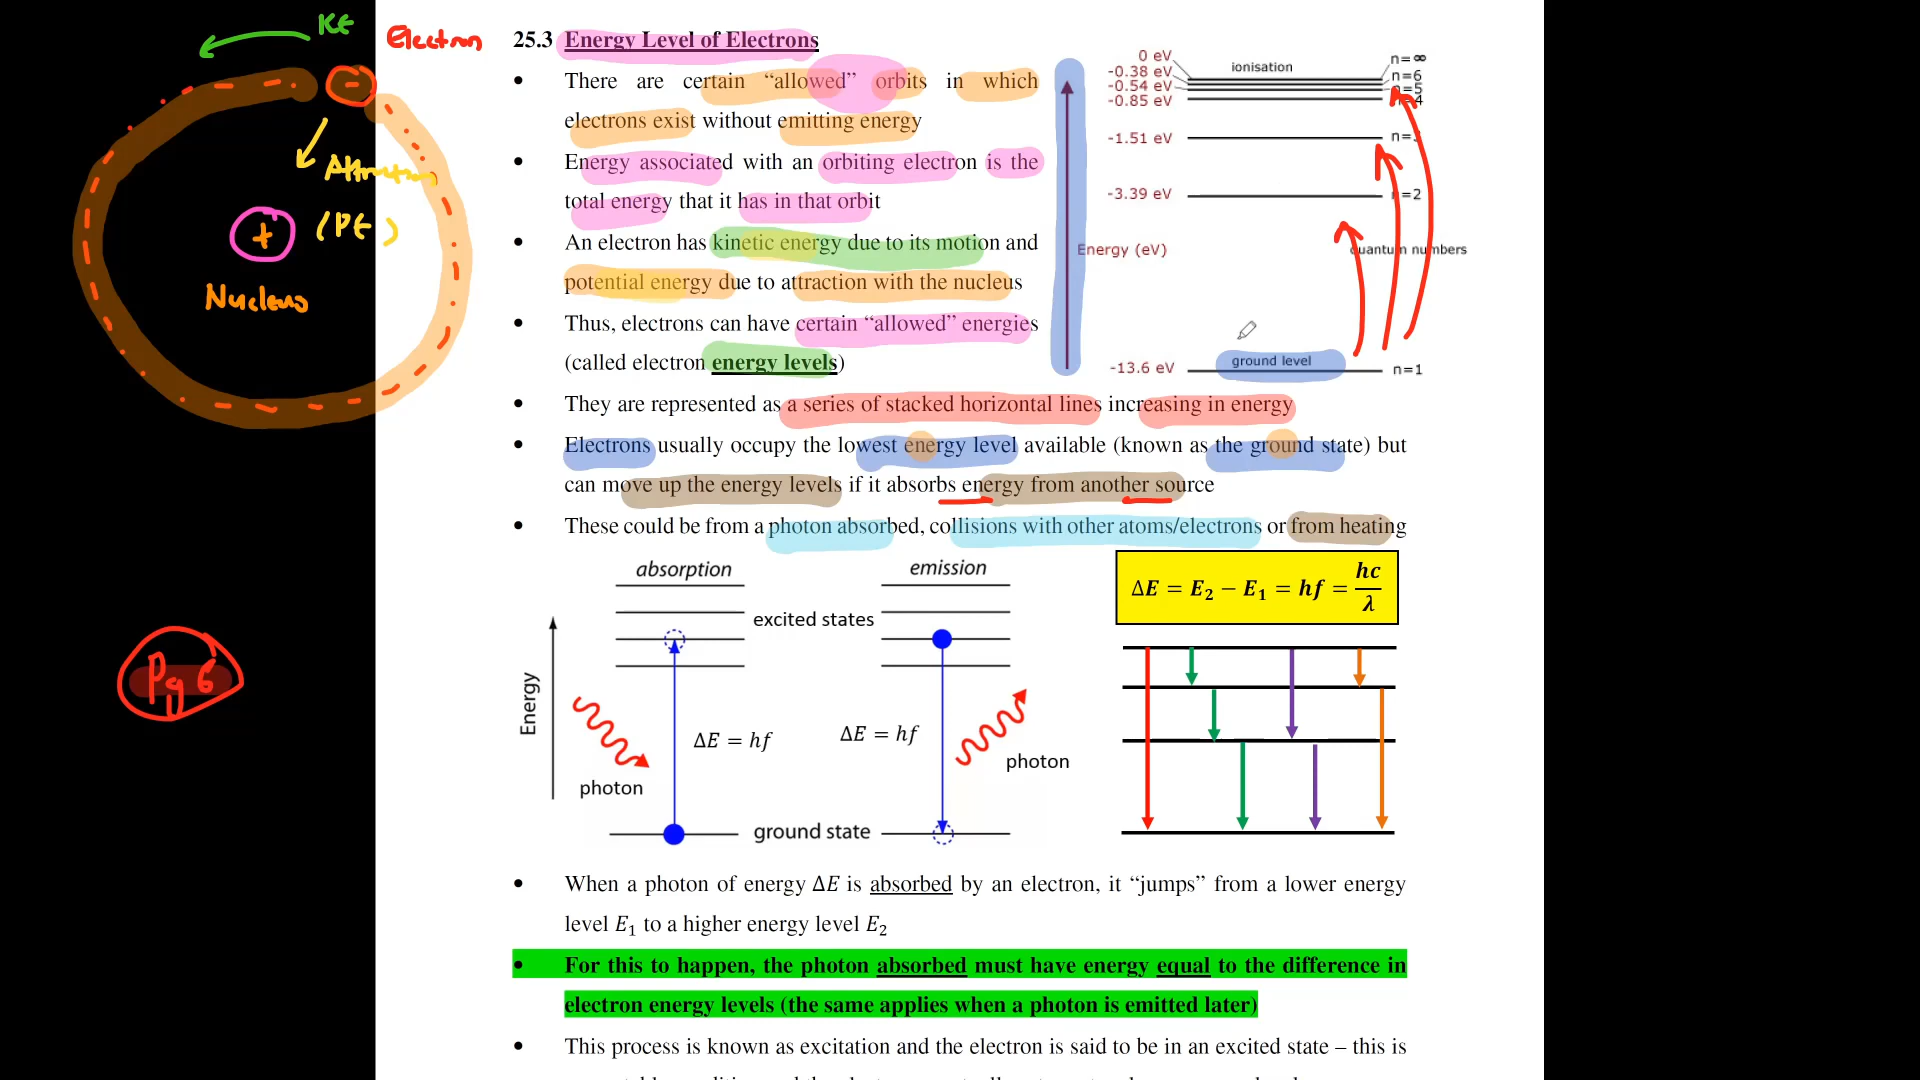 KE
Electron
Attraction
(PE)
+
Nucleus
Pg 6
25.3 Energy Level of Electrons
• There are certain “allowed” orbits in which
electrons exist without emitting energy
• Energy associated with an orbiting electron is the
total energy that it has in that orbit
• An electron has kinetic energy due to its motion and
potential energy due to attraction with the nucleus
• Thus, electrons can have certain “allowed” energies
(called electron energy levels)
0 eV
-0.38 eV
-0.54 eV
-0.85 eV
-1.51 eV
-3.39 eV
Energy (eV)
-13.6 eV
ionisation
ground level
n=∞
n=6
n=5
n=4
n=3
n=2
quantum numbers
n=1
• They are represented as a series of stacked horizontal lines increasing in energy
• Electrons usually occupy the lowest energy level available (known as the ground state) but
can move up the energy levels if it absorbs energy from another source
• These could be from a photon absorbed, collisions with other atoms/electrons or from heating
absorption
emission
excited states
Energy
ΔE = hf
ΔE = hf
photon
photon
ground state
ΔE = E₂ − E₁ = hf = hc/λ
• When a photon of energy ΔE is absorbed by an electron, it “jumps” from a lower energy
level E₁ to a higher energy level E₂
• For this to happen, the photon absorbed must have energy equal to the difference in
electron energy levels (the same applies when a photon is emitted later)
• This process is known as excitation and the electron is said to be in an excited state – this is